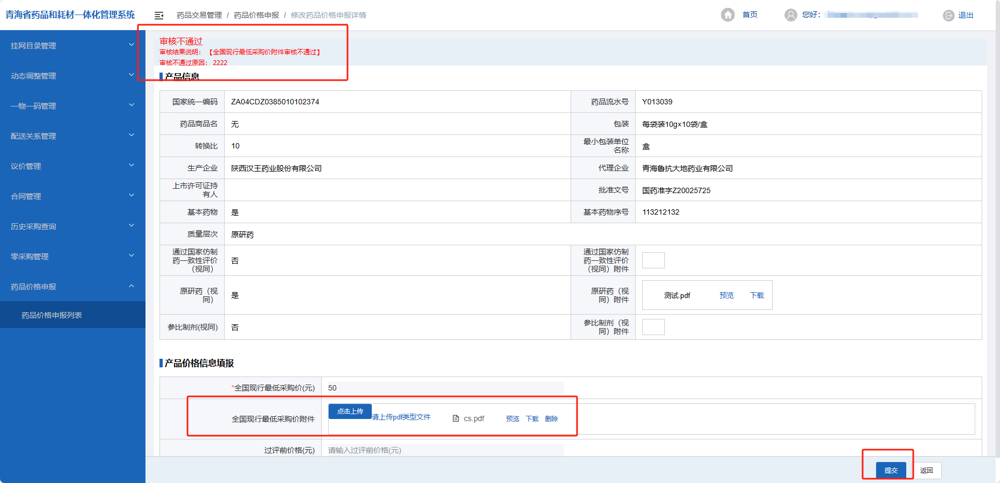 青海省药品和耗材一体化管理系统
药品交易管理 / 药品价格申报 / 修改药品价格申报详情
首页
您好：
退出
挂网目录管理
动态调整管理
一物一码管理
配送关系管理
议价管理
合同管理
历史采购查询
零采购管理
药品价格申报
药品价格申报列表
审核不通过
审核结果说明： 【全国现行最低采购价附件审核不通过】
审核不通过原因： 2222
产品信息
国家统一编码 ZA04CDZ0385010102374 药品流水号 Y013039
药品商品名 无 包装 每袋装10g×10袋/盒
转换比 10 最小包装单位
名称 盒
生产企业 陕西汉王药业股份有限公司 代理企业 青海鲁抗大地药业有限公司
上市许可证持
有人 批准文号 国药准字Z20025725
基本药物 是 基本药物序号 113212132
质量层次 原研药
通过国家仿制
药一致性评价
（视同） 否
通过国家仿制
药一致性评价
（视同）附件
原研药（视
同） 是
原研药（视
同）附件 测试.pdf 预览 下载
参比制剂(视同) 否
参比制剂（视
同）附件
产品价格信息填报
*全国现行最低采购价(元) 50
全国现行最低采购价附件 点击上传 请上传pdf类型文件 cs.pdf 预览 下载 删除
过评前价格(元) 请输入过评前价格(元)
提交 返回